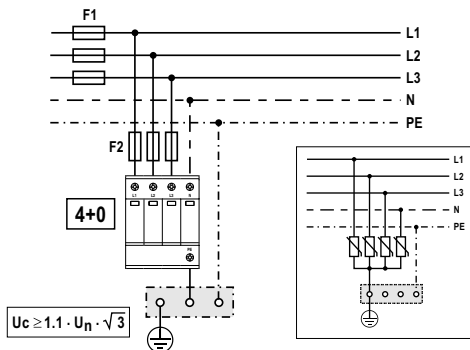 F1
L1
L2
L3
N
PE
F2
L1 L2 L3 N
4+0
PE
Uc ≥ 1.1 · Un · √3
L1
L2
L3
N
PE